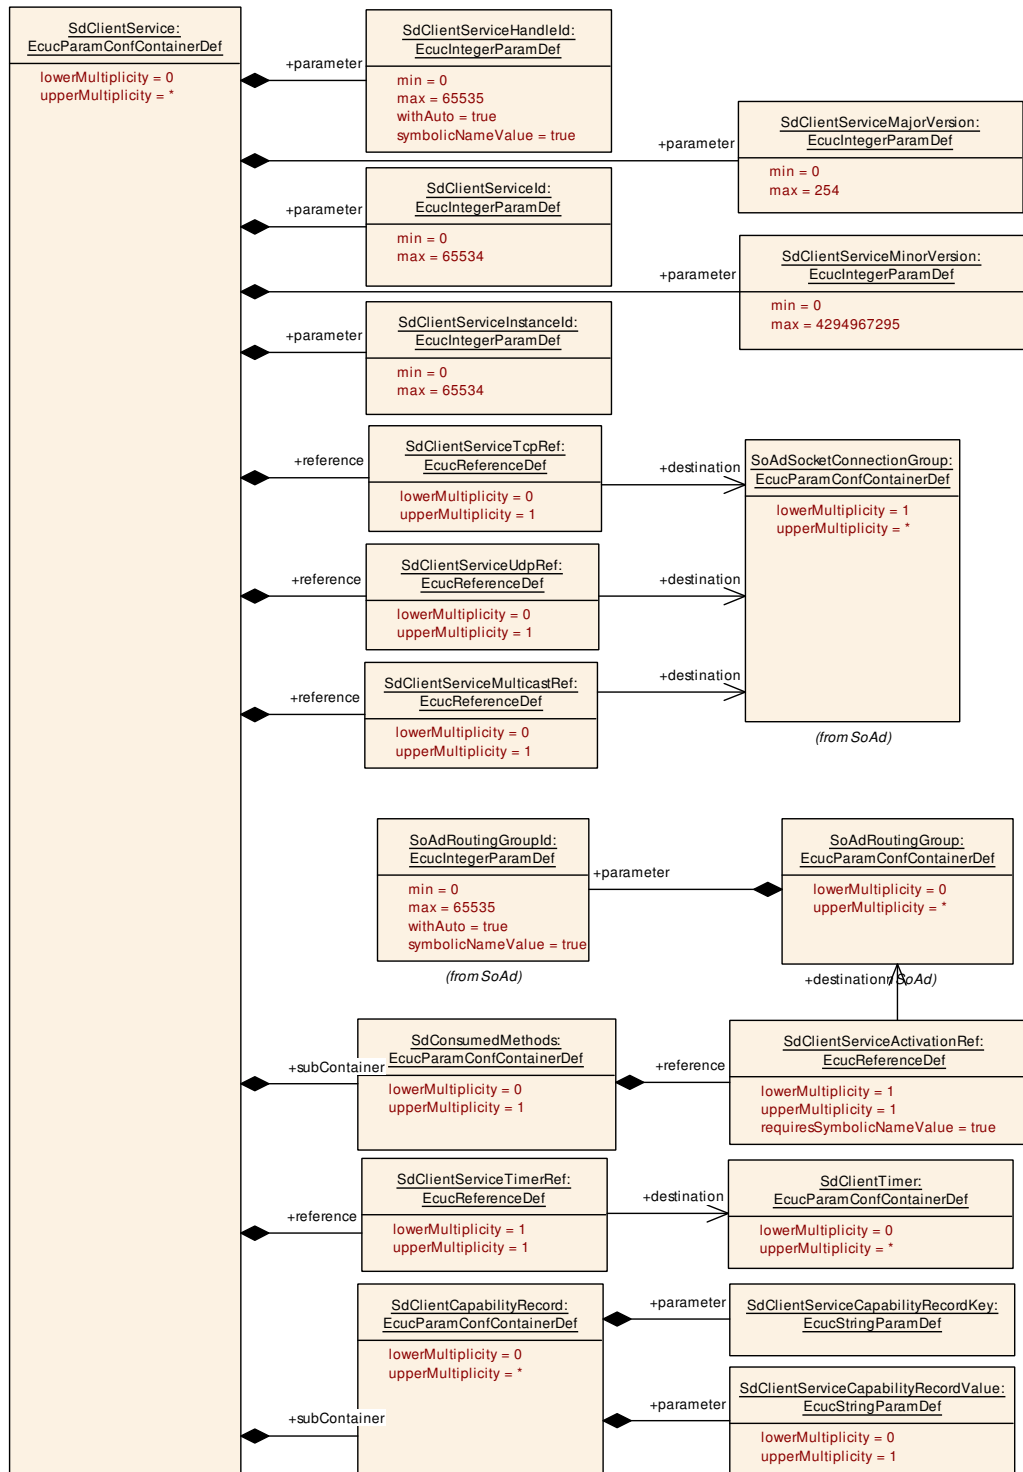 SdClientService:
EcucParamConfContainerDef
lowerMultiplicity = 0
upperMultiplicity = *
+parameter
SdClientServiceHandleId:
EcucIntegerParamDef
min = 0
max = 65535
withAuto = true
symbolicNameValue = true
+parameter
SdClientServiceMajorVersion:
EcucIntegerParamDef
min = 0
max = 254
+parameter
SdClientServiceId:
EcucIntegerParamDef
min = 0
max = 65534
+parameter
SdClientServiceMinorVersion:
EcucIntegerParamDef
min = 0
max = 4294967295
+parameter
SdClientServiceInstanceId:
EcucIntegerParamDef
min = 0
max = 65534
+reference
SdClientServiceTcpRef:
EcucReferenceDef
lowerMultiplicity = 0
upperMultiplicity = 1
+destination
SoAdSocketConnectionGroup:
EcucParamConfContainerDef
lowerMultiplicity = 1
upperMultiplicity = *
(from SoAd)
+reference
SdClientServiceUdpRef:
EcucReferenceDef
lowerMultiplicity = 0
upperMultiplicity = 1
+destination
+reference
SdClientServiceMulticastRef:
EcucReferenceDef
lowerMultiplicity = 0
upperMultiplicity = 1
+destination
SoAdRoutingGroupId:
EcucIntegerParamDef
min = 0
max = 65535
withAuto = true
symbolicNameValue = true
(from SoAd)
+parameter
SoAdRoutingGroup:
EcucParamConfContainerDef
lowerMultiplicity = 0
upperMultiplicity = *
SoAd)
+destination
+subContainer
SdConsumedMethods:
EcucParamConfContainerDef
lowerMultiplicity = 0
upperMultiplicity = 1
+reference
SdClientServiceActivationRef:
EcucReferenceDef
lowerMultiplicity = 1
upperMultiplicity = 1
requiresSymbolicNameValue = true
+reference
SdClientServiceTimerRef:
EcucReferenceDef
lowerMultiplicity = 1
upperMultiplicity = 1
+destination
SdClientTimer:
EcucParamConfContainerDef
lowerMultiplicity = 0
upperMultiplicity = *
+subContainer
SdClientCapabilityRecord:
EcucParamConfContainerDef
lowerMultiplicity = 0
upperMultiplicity = *
+parameter
SdClientServiceCapabilityRecordKey:
EcucStringParamDef
+parameter
SdClientServiceCapabilityRecordValue:
EcucStringParamDef
lowerMultiplicity = 0
upperMultiplicity = 1